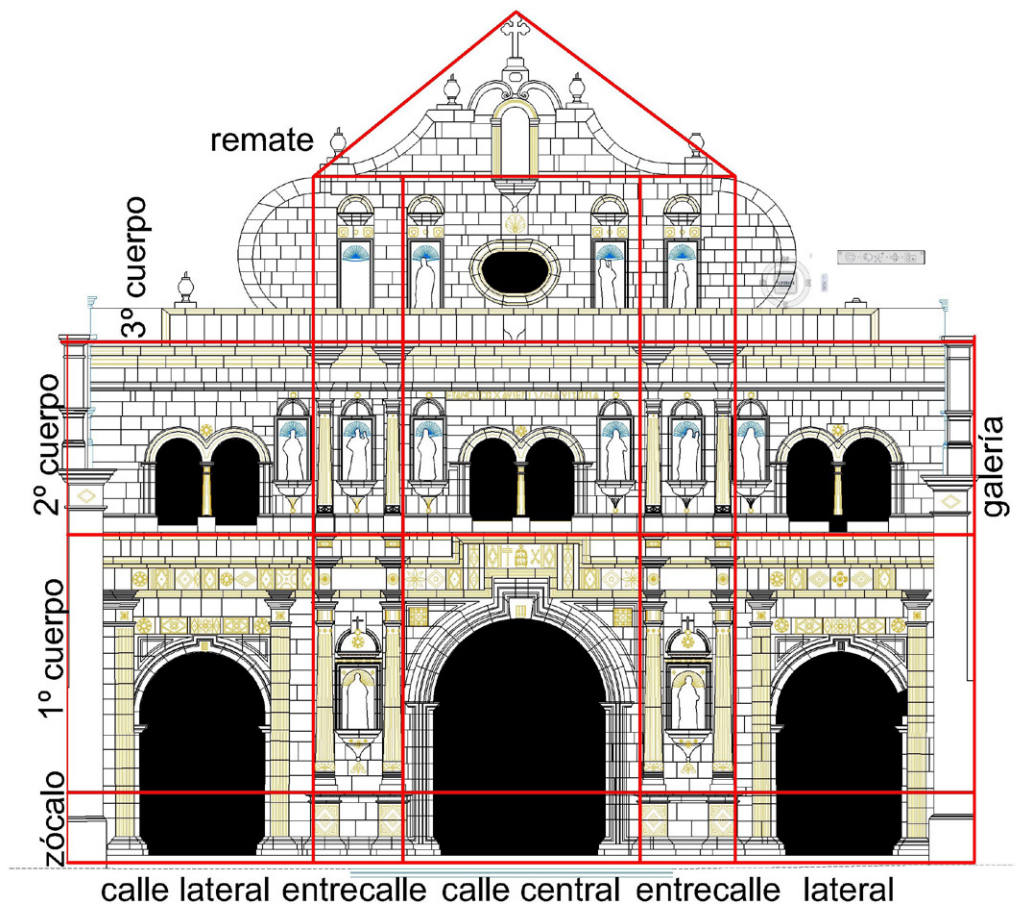 remate
3º cuerpo
2º cuerpo
galería
1º cuerpo
zócalo
calle lateral entrecalle calle central entrecalle lateral